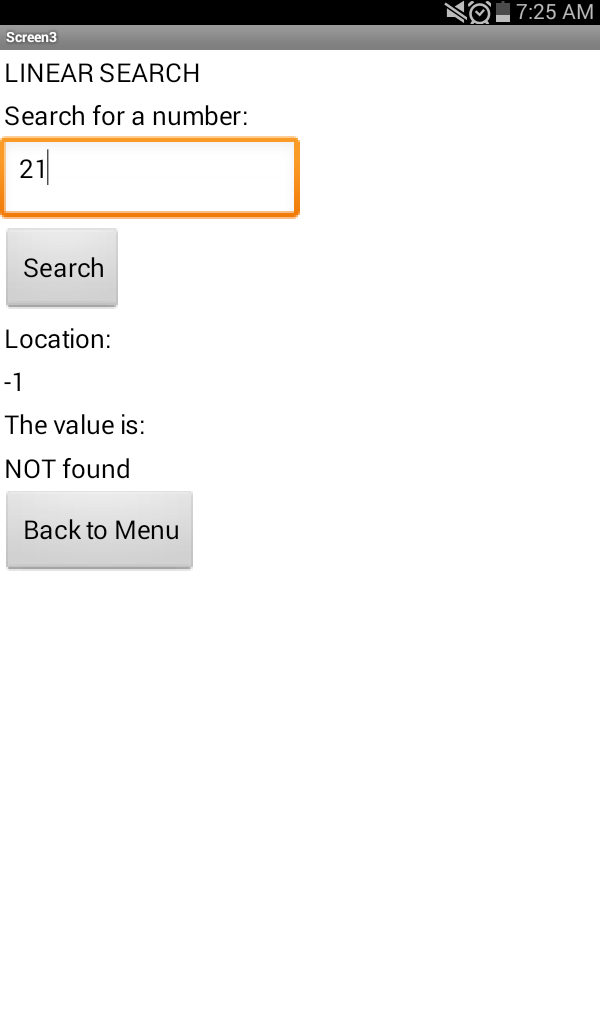 7:25 AM
Screen3
LINEAR SEARCH
Search for a number:
21
Search
Location:
-1
The value is:
NOT found
Back to Menu